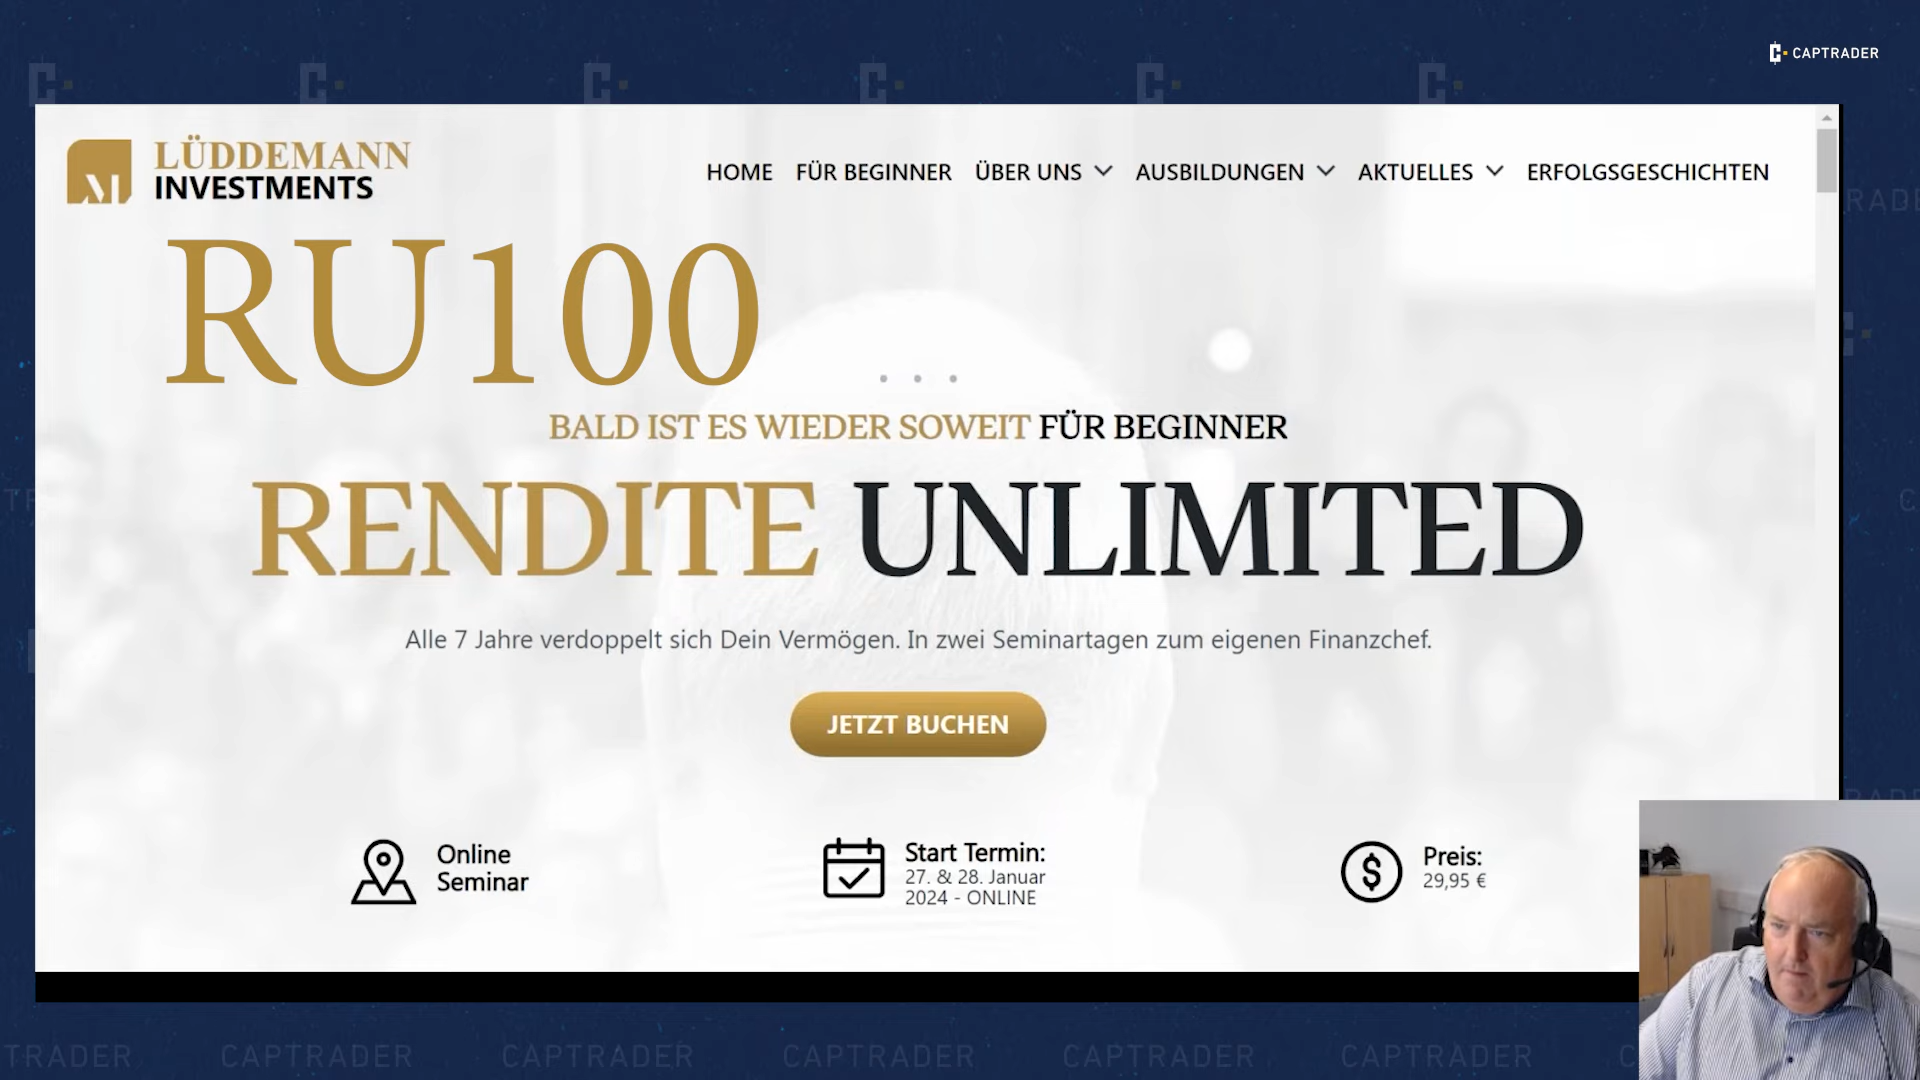 CAPTRADER
LÜDDEMANN
INVESTMENTS
HOME FÜR BEGINNER ÜBER UNS AUSBILDUNGEN AKTUELLES ERFOLGSGESCHICHTEN
RU100
BALD IST ES WIEDER SOWEIT FÜR BEGINNER
RENDITE UNLIMITED
Alle 7 Jahre verdoppelt sich Dein Vermögen. In zwei Seminartagen zum eigenen Finanzchef.
JETZT BUCHEN
Online
Seminar
Start Termin:
27. & 28. Januar
2024 - ONLINE
Preis:
29,95 €
TRADER CAPTRADER CAPTRADER CAPTRADER CAPTRADER CAPTRADER